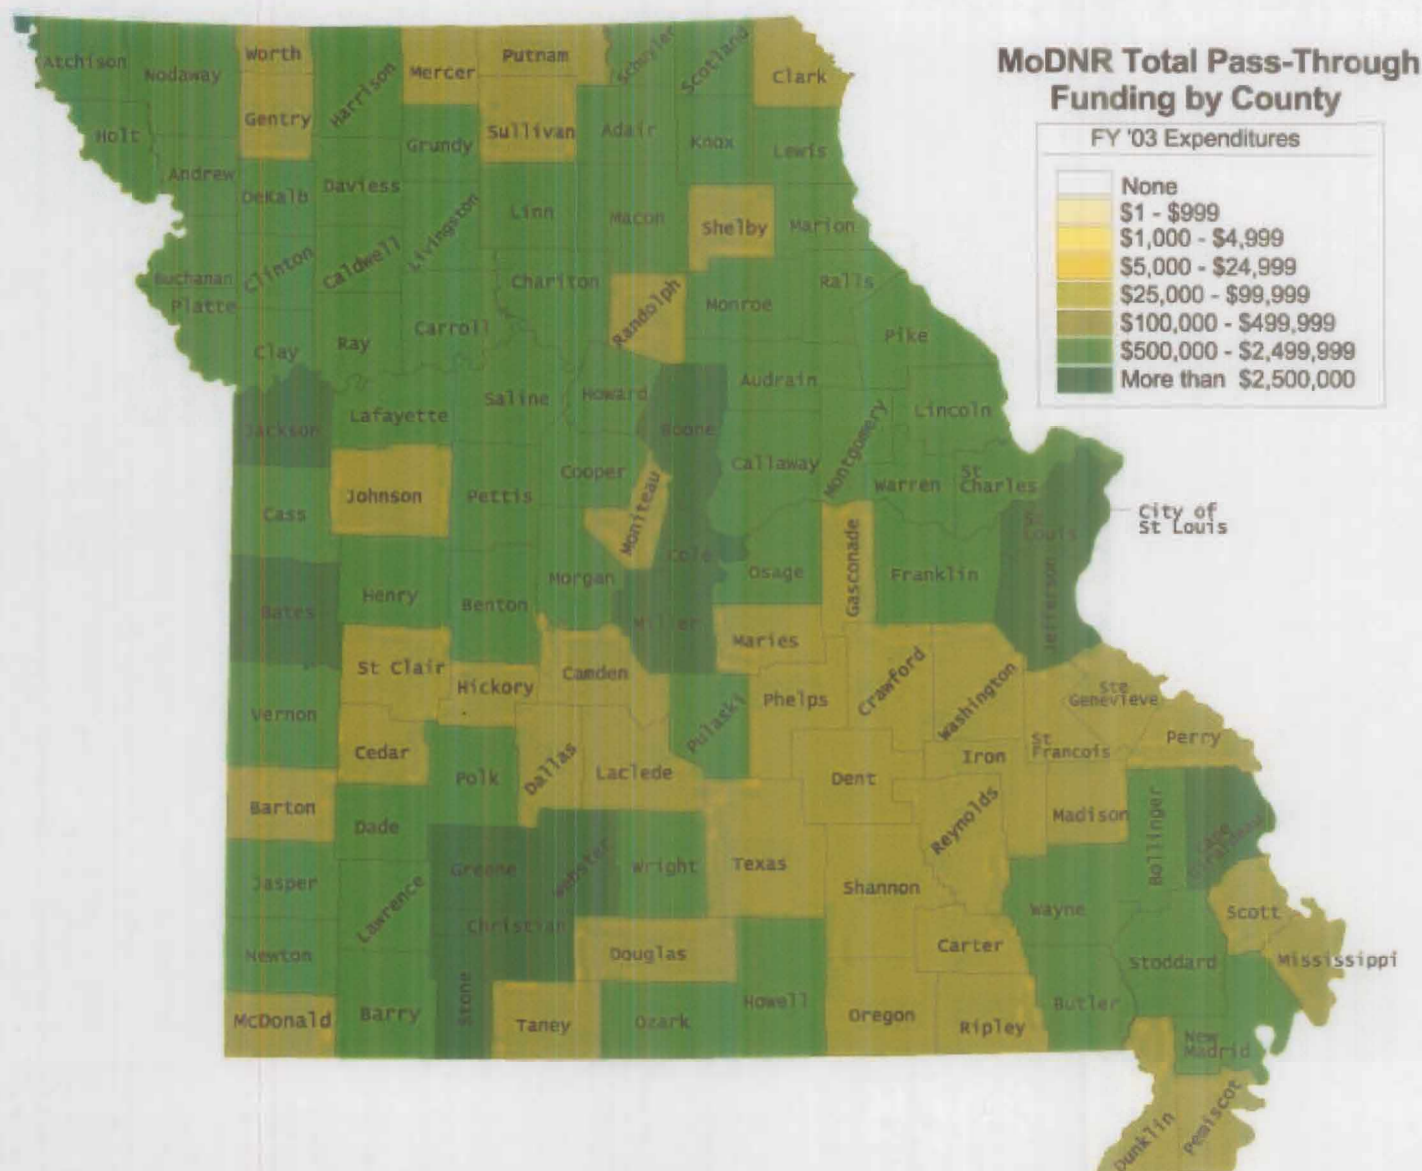 MoDNR Total Pass-Through
Funding by County
FY '03 Expenditures
None
$1 - $999
$1,000 - $4,999
$5,000 - $24,999
$25,000 - $99,999
$100,000 - $499,999
$500,000 - $2,499,999
More than $2,500,000
Atchison
Nodaway
Worth
Harrison
Mercer
Putnam
Schuyler
Scotland
Clark
Gentry
Holt
Grundy
Sullivan
Adair
Knox
Lewis
Andrew
DeKalb
Daviess
Livingston
Linn
Macon
Shelby
Marion
Buchanan
Clinton
Caldwell
Chariton
Randolph
Monroe
Ralls
Platte
Clay
Ray
Carroll
Pike
Jackson
Lafayette
Saline
Howard
Boone
Audrain
Montgomery
Lincoln
Cass
Johnson
Pettis
Cooper
Moniteau
Callaway
Warren
St
Charles
City of
St Louis
St
Louis
Bates
Henry
Benton
Morgan
Cole
Miller
Osage
Gasconade
Franklin
Jefferson
Maries
St Clair
Hickory
Camden
Pulaski
Phelps
Crawford
Washington
Ste
Genevieve
Vernon
Cedar
Polk
Dallas
Laclede
Dent
Iron
St
Francois
Perry
Barton
Dade
Greene
Webster
Wright
Texas
Shannon
Reynolds
Madison
Bollinger
Cape
Girardeau
Jasper
Lawrence
Christian
Douglas
Carter
Wayne
Scott
Newton
Stoddard
Mississippi
McDonald
Barry
Stone
Taney
Ozark
Howell
Oregon
Ripley
Butler
New
Madrid
Dunklin
Pemiscot